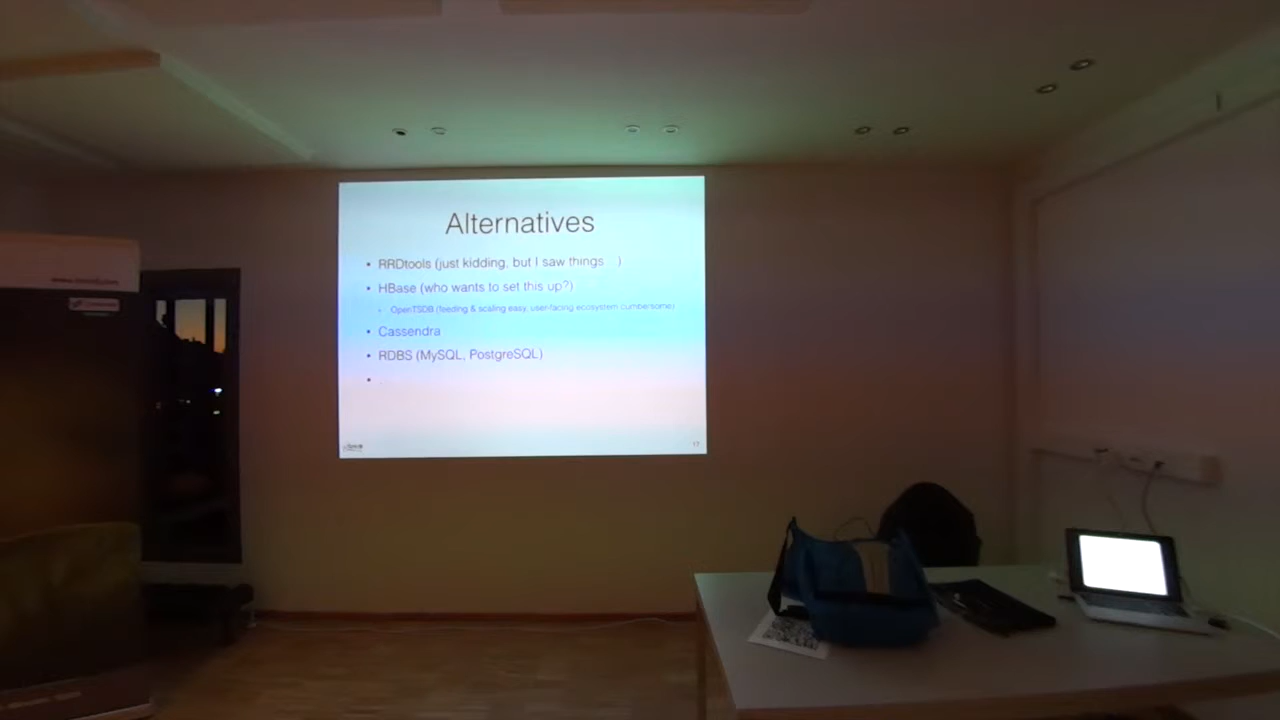 Alternatives
• RRDtools (just kidding, but I saw things...)
• HBase (who wants to set this up?)
• OpenTSDB (feeding & scaling easy, user-facing ecosystem cumbersome)
• Cassendra
• RDBS (MySQL, PostgreSQL)
•
17